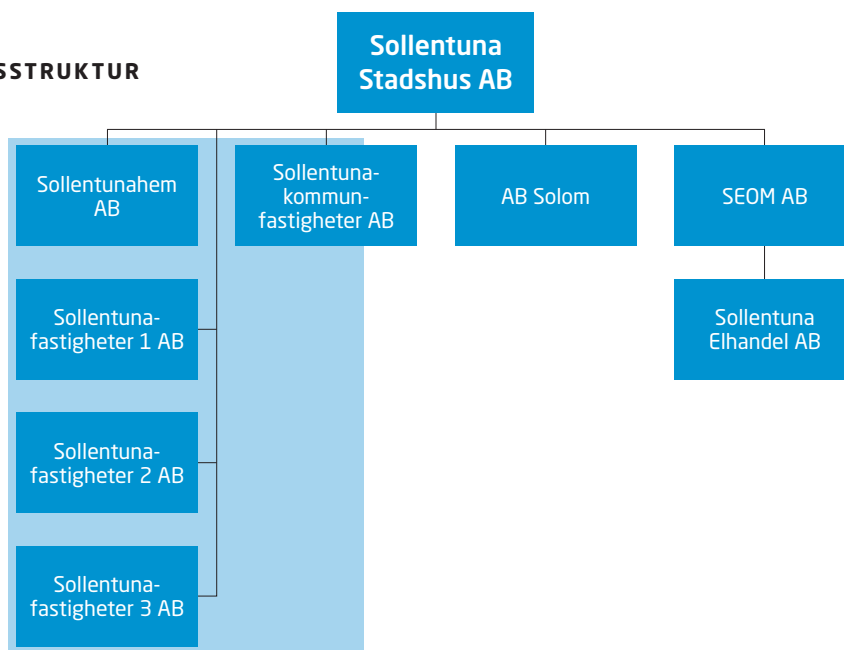 SSTRUKTUR
Sollentuna
Stadshus AB
Sollentunahem
AB
Sollentuna-
kommun-
fastigheter AB
AB Solom
SEOM AB
Sollentuna-
fastigheter 1 AB
Sollentuna
Elhandel AB
Sollentuna-
fastigheter 2 AB
Sollentuna-
fastigheter 3 AB